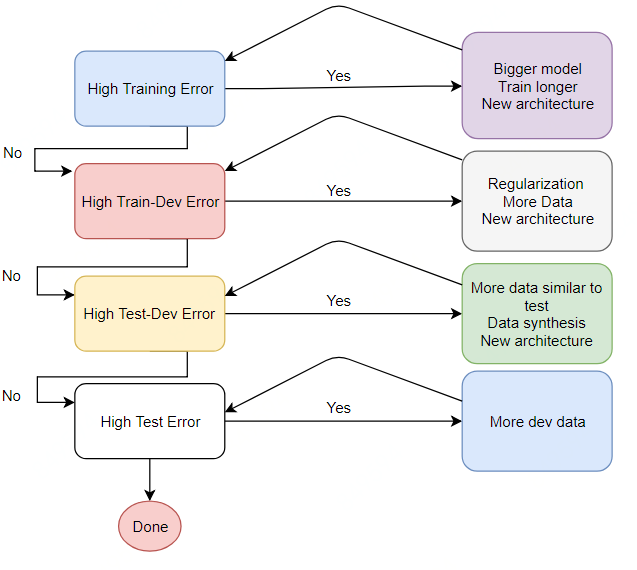 High Training Error
Yes
Bigger model
Train longer
New architecture
No
High Train-Dev Error
Yes
Regularization
More Data
New architecture
No
High Test-Dev Error
Yes
More data similar to
test
Data synthesis
New architecture
No
High Test Error
Yes
More dev data
Done